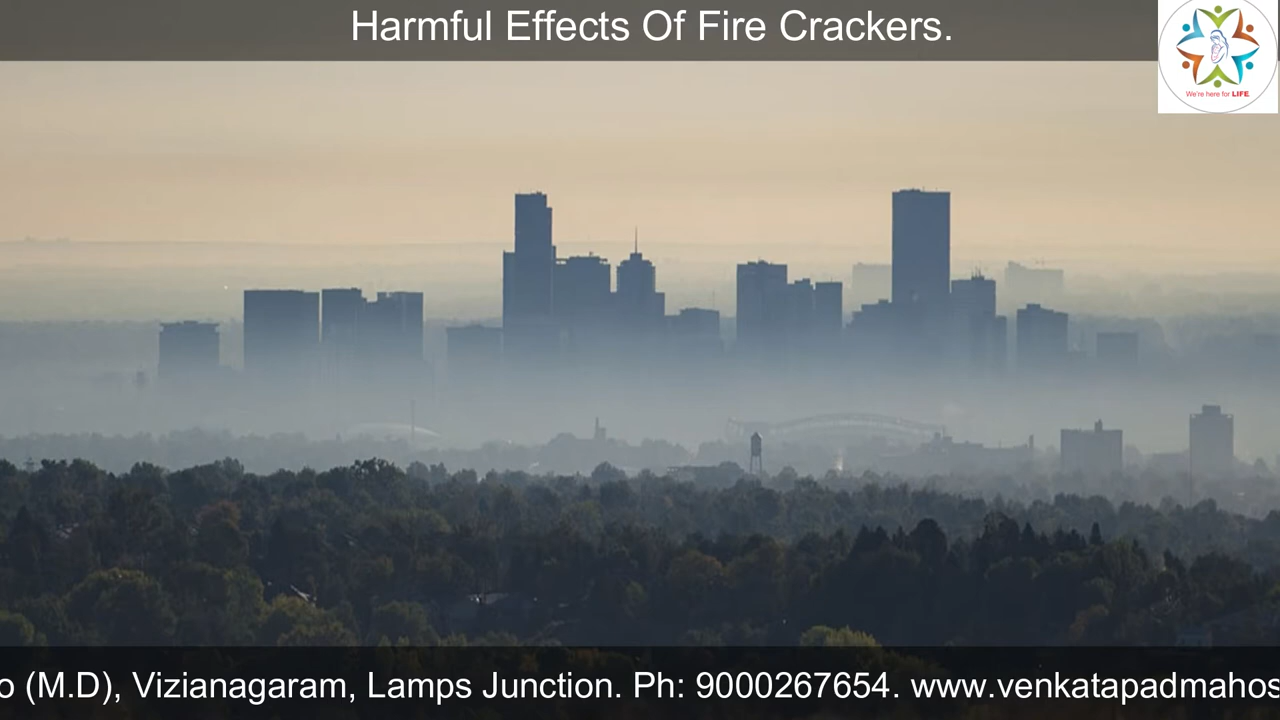 Harmful Effects Of Fire Crackers.
We're here for LIFE
o (M.D), Vizianagaram, Lamps Junction. Ph: 9000267654. www.venkatapadmahos